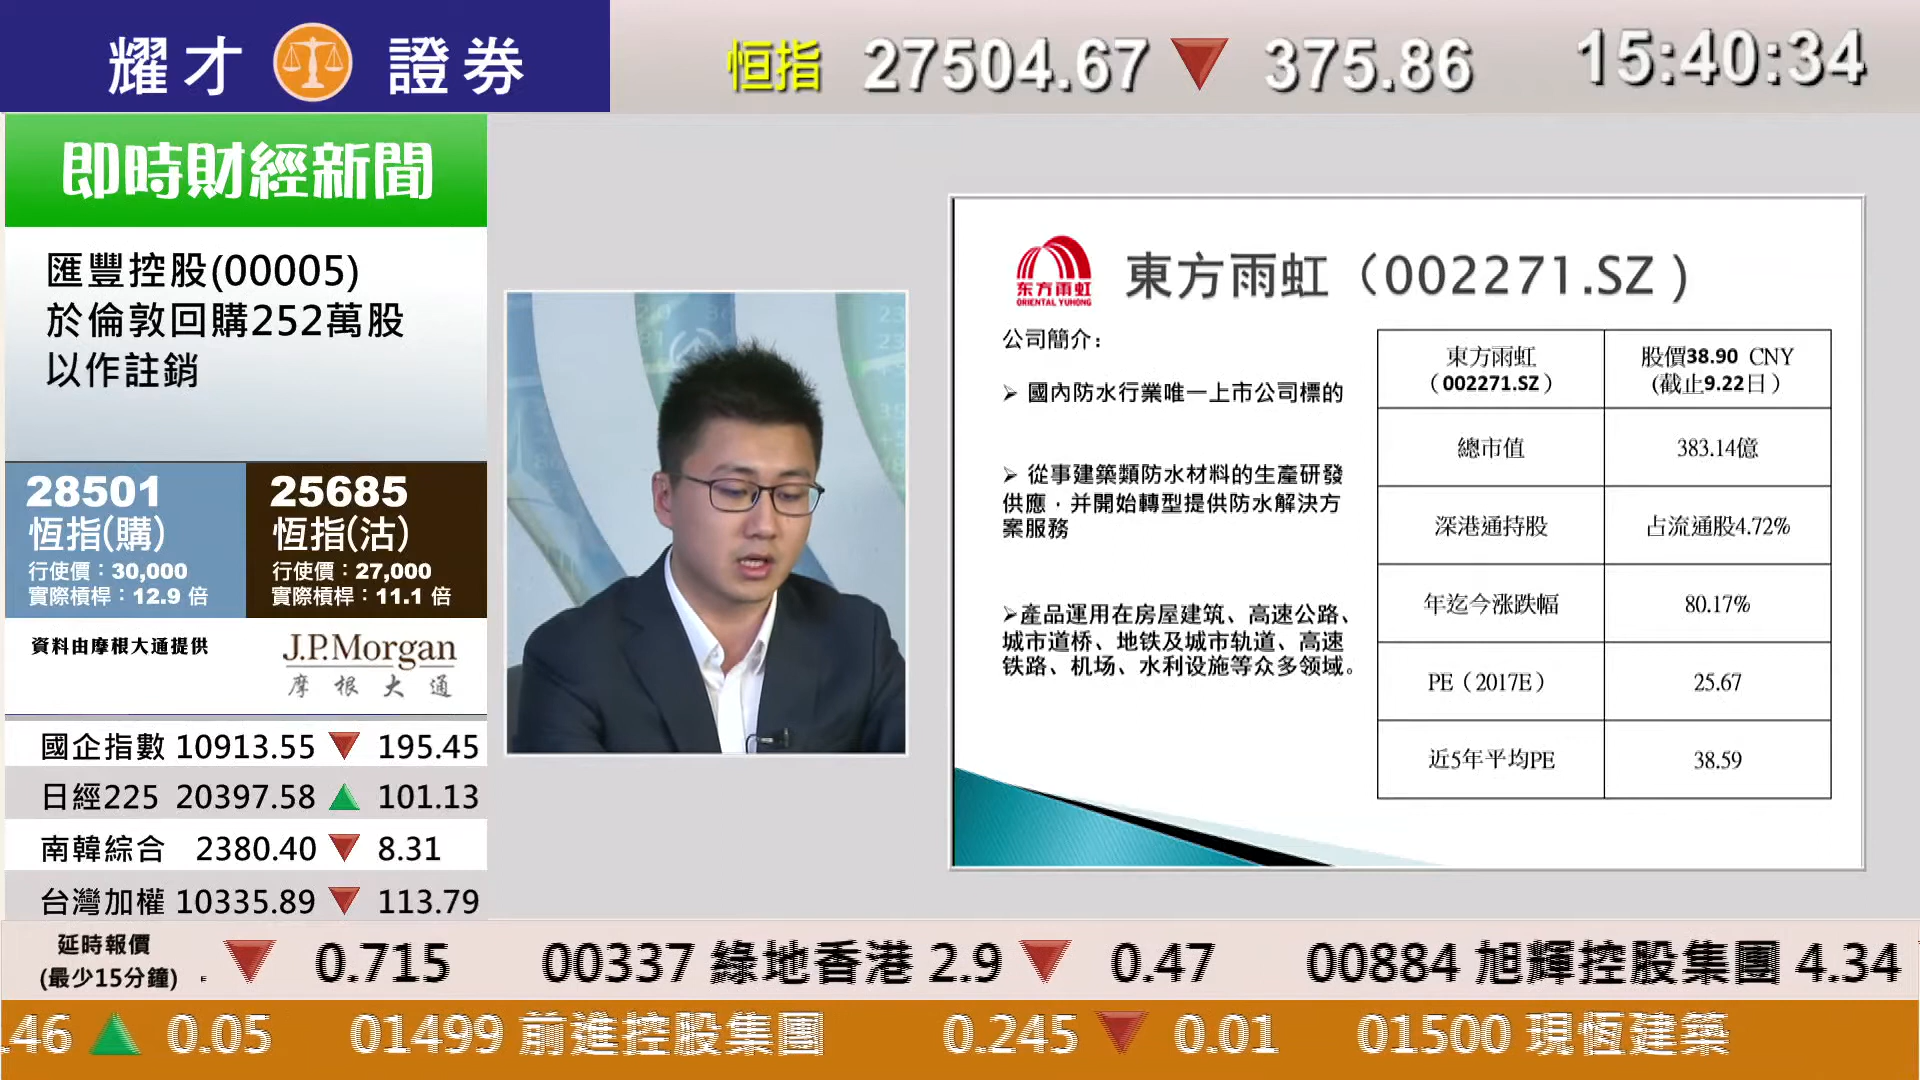 耀才 證券
恒指 27504.67 ▼ 375.86 15:40:34
即時財經新聞
匯豐控股(00005)
於倫敦回購252萬股
以作註銷
28501
恆指(購)
行使價：30,000
實際槓桿：12.9 倍
25685
恆指(沽)
行使價：27,000
實際槓桿：11.1 倍
資料由摩根大通提供
J.P.Morgan
摩根大通
國企指數 10913.55 ▼ 195.45
日經225 20397.58 ▲ 101.13
南韓綜合 2380.40 ▼ 8.31
台灣加權 10335.89 ▼ 113.79
东方雨虹
ORIENTAL YUHONG
東方雨虹（002271.SZ）
公司簡介：
➢ 國內防水行業唯一上市公司標的
➢ 從事建築類防水材料的生產研發
供應，并開始轉型提供防水解決方
案服務
➢產品運用在房屋建筑、高速公路、
城市道桥、地铁及城市轨道、高速
铁路、机场、水利设施等众多领域。
東方雨虹
（002271.SZ）
股價38.90 CNY
(截止9.22日）
總市值 383.14億
深港通持股 占流通股4.72%
年迄今涨跌幅 80.17%
PE（2017E） 25.67
近5年平均PE 38.59
延時報價
(最少15分鐘)
▼ 0.715 00337 綠地香港 2.9 ▼ 0.47 00884 旭輝控股集團 4.34
.46 ▲ 0.05 01499 前進控股集團 0.245 ▼ 0.01 01500 現恆建築